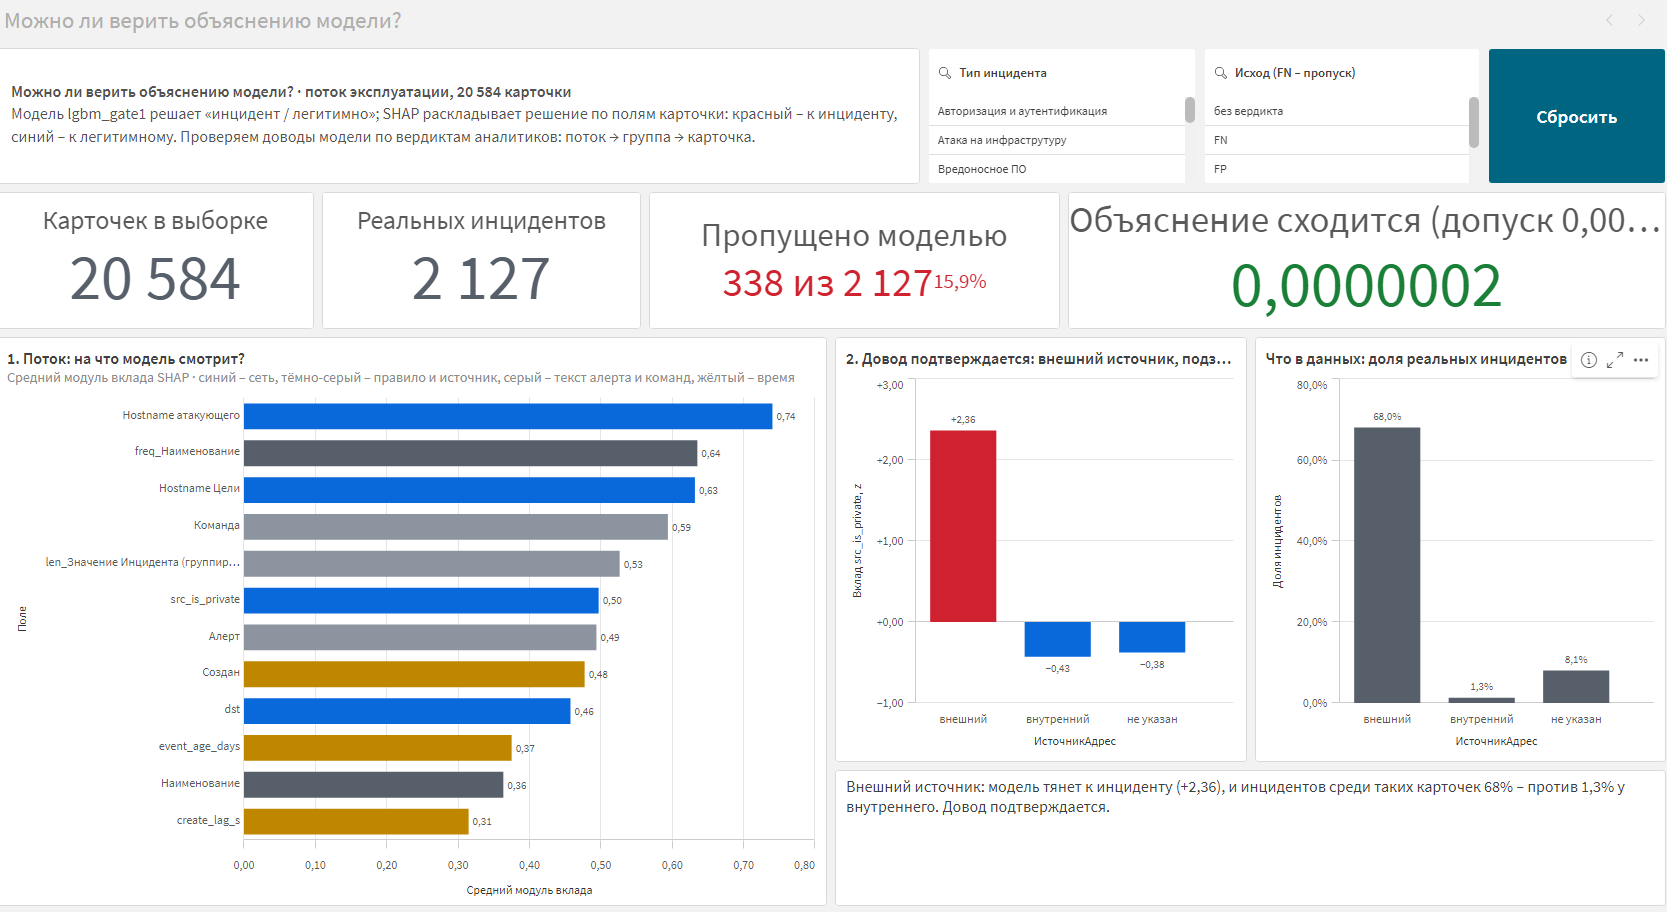 Можно ли верить объяснению модели?
Можно ли верить объяснению модели? · поток эксплуатации, 20 584 карточки
Модель lgbm_gate1 решает «инцидент / легитимно»; SHAP раскладывает решение по полям карточки: красный – к инциденту,
синий – к легитимному. Проверяем доводы модели по вердиктам аналитиков: поток → группа → карточка.
Тип инцидента
Авторизация и аутентификация
Атака на инфраструтуру
Вредоносное ПО
Исход (FN – пропуск)
без вердикта
FN
FP
Сбросить
Карточек в выборке
20 584
Реальных инцидентов
2 127
Пропущено моделью
338 из 2 127 15,9%
Объяснение сходится (допуск 0,00…
0,0000002
1. Поток: на что модель смотрит?
Средний модуль вклада SHAP · синий – сеть, тёмно-серый – правило и источник, серый – текст алерта и команд, жёлтый – время
Поле
Hostname атакующего 0,74
freq_Наименование 0,64
Hostname Цели 0,63
Команда 0,59
len_Значение Инцидента (группир… 0,53
src_is_private 0,50
Алерт 0,49
Создан 0,48
dst 0,46
event_age_days 0,37
Наименование 0,36
create_lag_s 0,31
0,00 0,10 0,20 0,30 0,40 0,50 0,60 0,70 0,80
Средний модуль вклада
2. Довод подтверждается: внешний источник, подз…
Вклад src_is_private, z
+3,00
+2,00
+1,00
+0,00
−1,00
+2,36
−0,43
−0,38
внешний внутренний не указан
ИсточникАдрес
Что в данных: доля реальных инцидентов
Доля инцидентов
80,0%
60,0%
40,0%
20,0%
0,0%
68,0%
1,3%
8,1%
внешний внутренний не указан
ИсточникАдрес
Внешний источник: модель тянет к инциденту (+2,36), и инцидентов среди таких карточек 68% – против 1,3% у
внутреннего. Довод подтверждается.